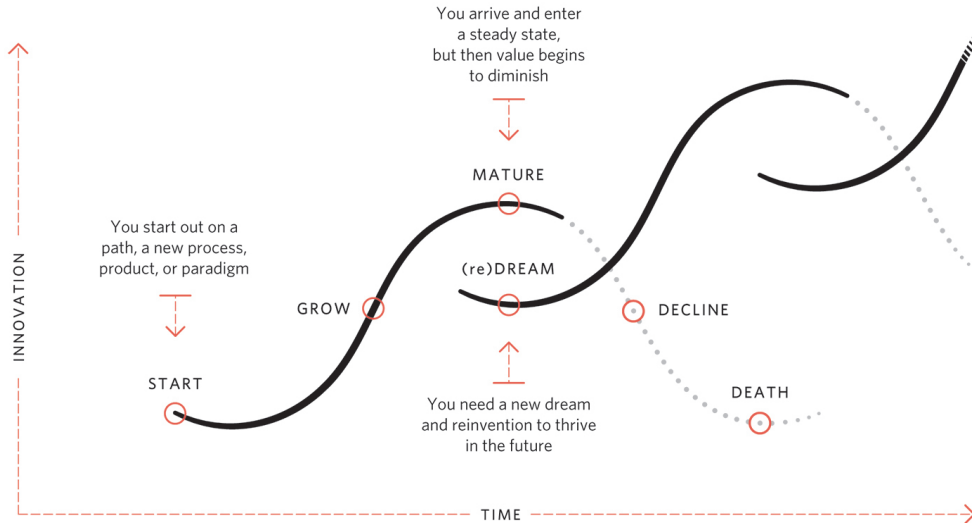 You arrive and enter
a steady state,
but then value begins
to diminish
MATURE
You start out on a
path, a new process,
product, or paradigm
(re)DREAM
INNOVATION
GROW
DECLINE
START
DEATH
You need a new dream
and reinvention to thrive
in the future
TIME